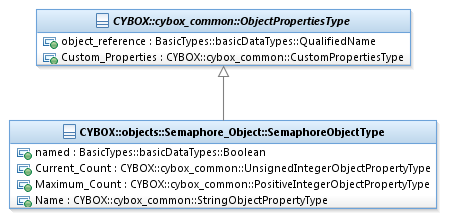 CYBOX::cybox_common::ObjectPropertiesType
object_reference : BasicTypes::basicDataTypes::QualifiedName
Custom_Properties : CYBOX::cybox_common::CustomPropertiesType
CYBOX::objects::Semaphore_Object::SemaphoreObjectType
named : BasicTypes::basicDataTypes::Boolean
Current_Count : CYBOX::cybox_common::UnsignedIntegerObjectPropertyType
Maximum_Count : CYBOX::cybox_common::PositiveIntegerObjectPropertyType
Name : CYBOX::cybox_common::StringObjectPropertyType